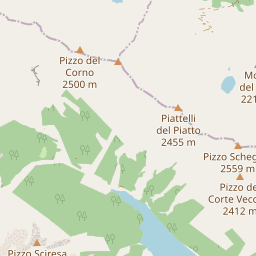 Pizzo del
Corno
2500 m
Piattelli
del Piatto
2455 m
Mo
del
221
Pizzo Scheg
2559 m
Pizzo de
Corte Vecc
2412 m
Pizzo Sciresa